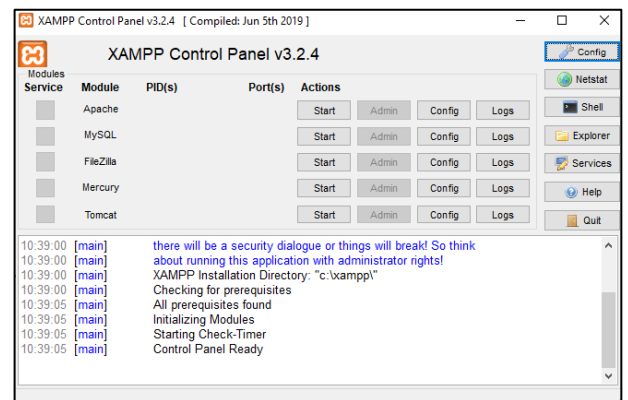 XAMPP Control Panel v3.2.4 [ Compiled: Jun 5th 2019 ]
XAMPP Control Panel v3.2.4
Config
Modules
Service Module PID(s) Port(s) Actions
Netstat
Apache Start Admin Config Logs
Shell
MySQL Start Admin Config Logs
Explorer
FileZilla Start Admin Config Logs
Services
Mercury Start Admin Config Logs
Help
Tomcat Start Admin Config Logs
Quit
10:39:00 [main] there will be a security dialogue or things will break! So think
10:39:00 [main] about running this application with administrator rights!
10:39:00 [main] XAMPP Installation Directory: "c:\xampp\"
10:39:00 [main] Checking for prerequisites
10:39:05 [main] All prerequisites found
10:39:05 [main] Initializing Modules
10:39:05 [main] Starting Check-Timer
10:39:05 [main] Control Panel Ready